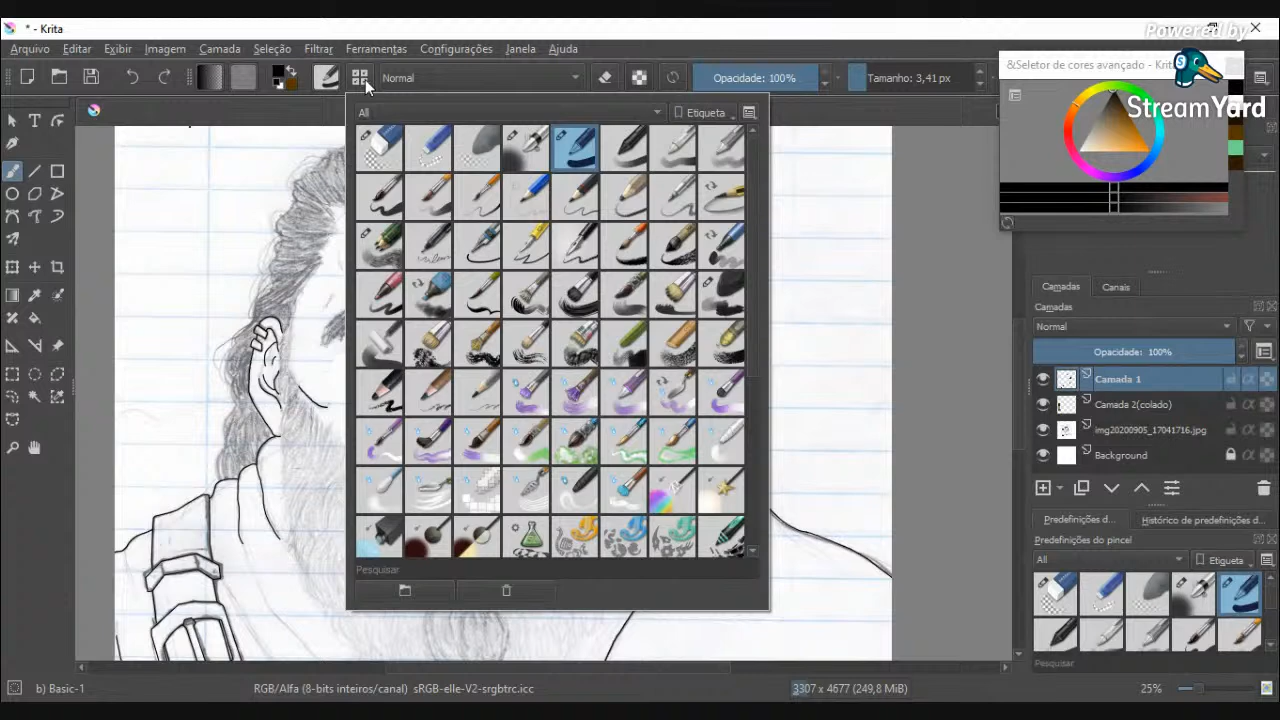 * - Krita
Powered by
Arquivo Editar Exibir Imagem Camada Seleção Filtrar Ferramentas Configurações Janela Ajuda
Normal
Opacidade: 100%
Tamanho: 3,41 px
&Seletor de cores avançado - Krit
StreamYard
All
Etiqueta
Camadas Canais
Camadas
Normal
Opacidade: 100%
Camada 1
Camada 2(colado)
img20200905_17041716.jpg
Background
Predefinições d... Histórico de predefinições d...
Predefinições do pincel
All Etiqueta
Pesquisar
Pesquisar
b) Basic-1
RGB/Alfa (8-bits inteiros/canal) sRGB-elle-V2-srgbtrc.icc
3307 x 4677 (249,8 MiB)
25%